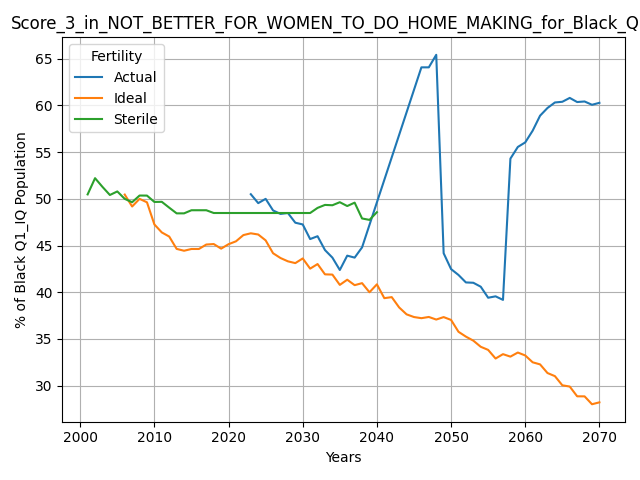 Score_3_in_NOT_BETTER_FOR_WOMEN_TO_DO_HOME_MAKING_for_Black_Q
Fertility
Actual
Ideal
Sterile
% of Black Q1_IQ Population
65
60
55
50
45
40
35
30
2000 2010 2020 2030 2040 2050 2060 2070
Years